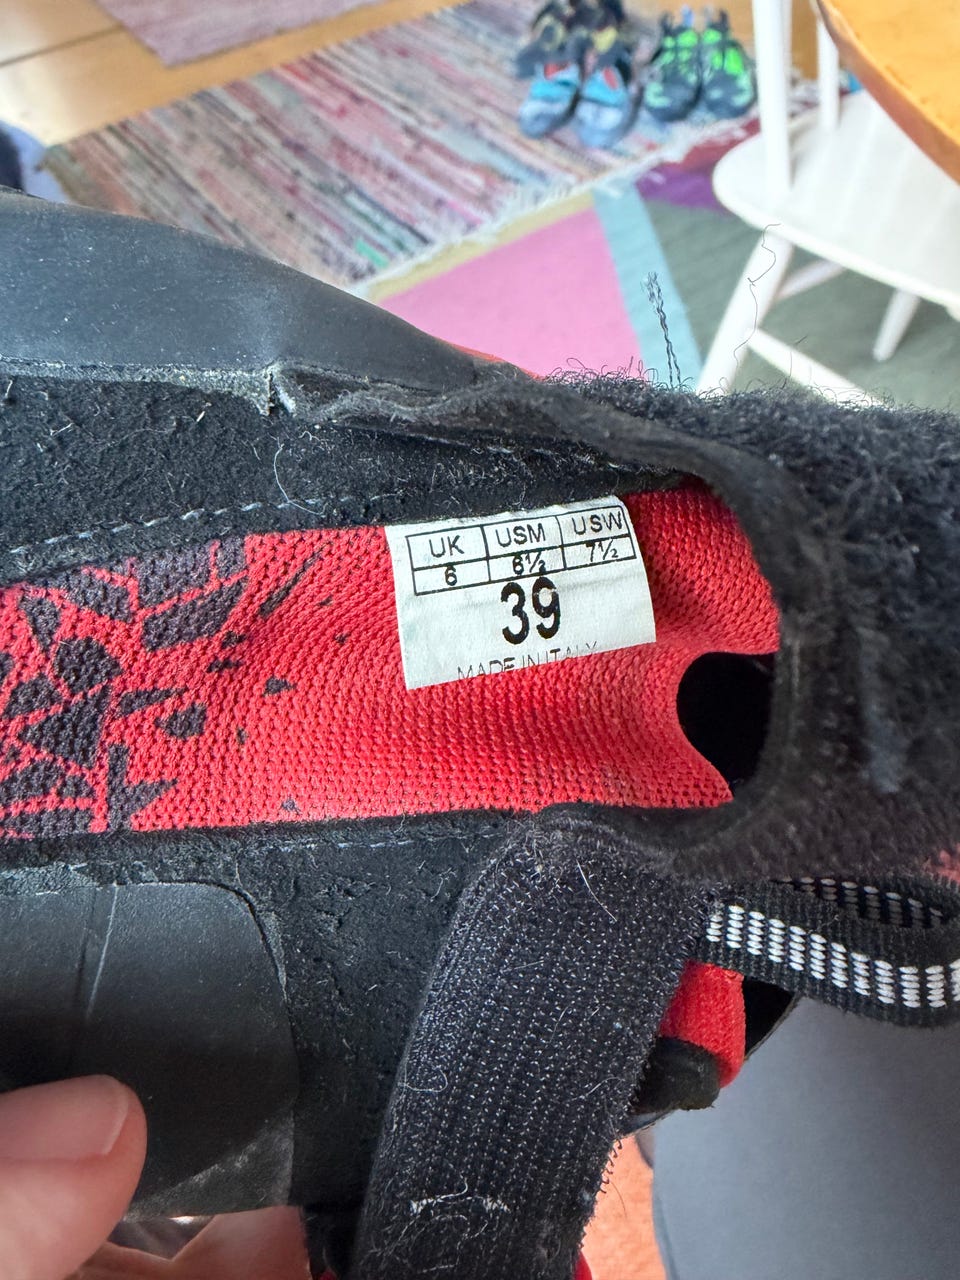 UK USM USW
6 6½ 7½
39
MADE IN ITALY